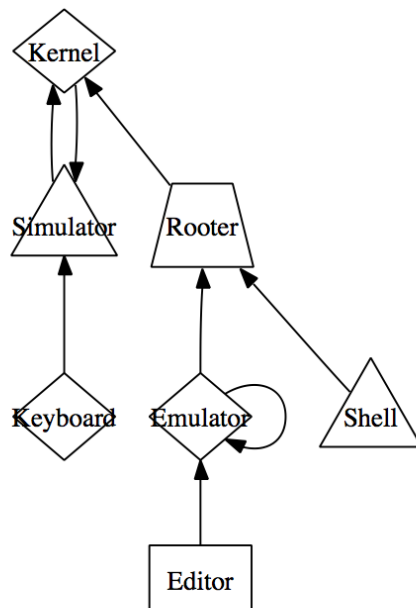 Kernel
Simulator
Rooter
Keyboard
Emulator
Shell
Editor